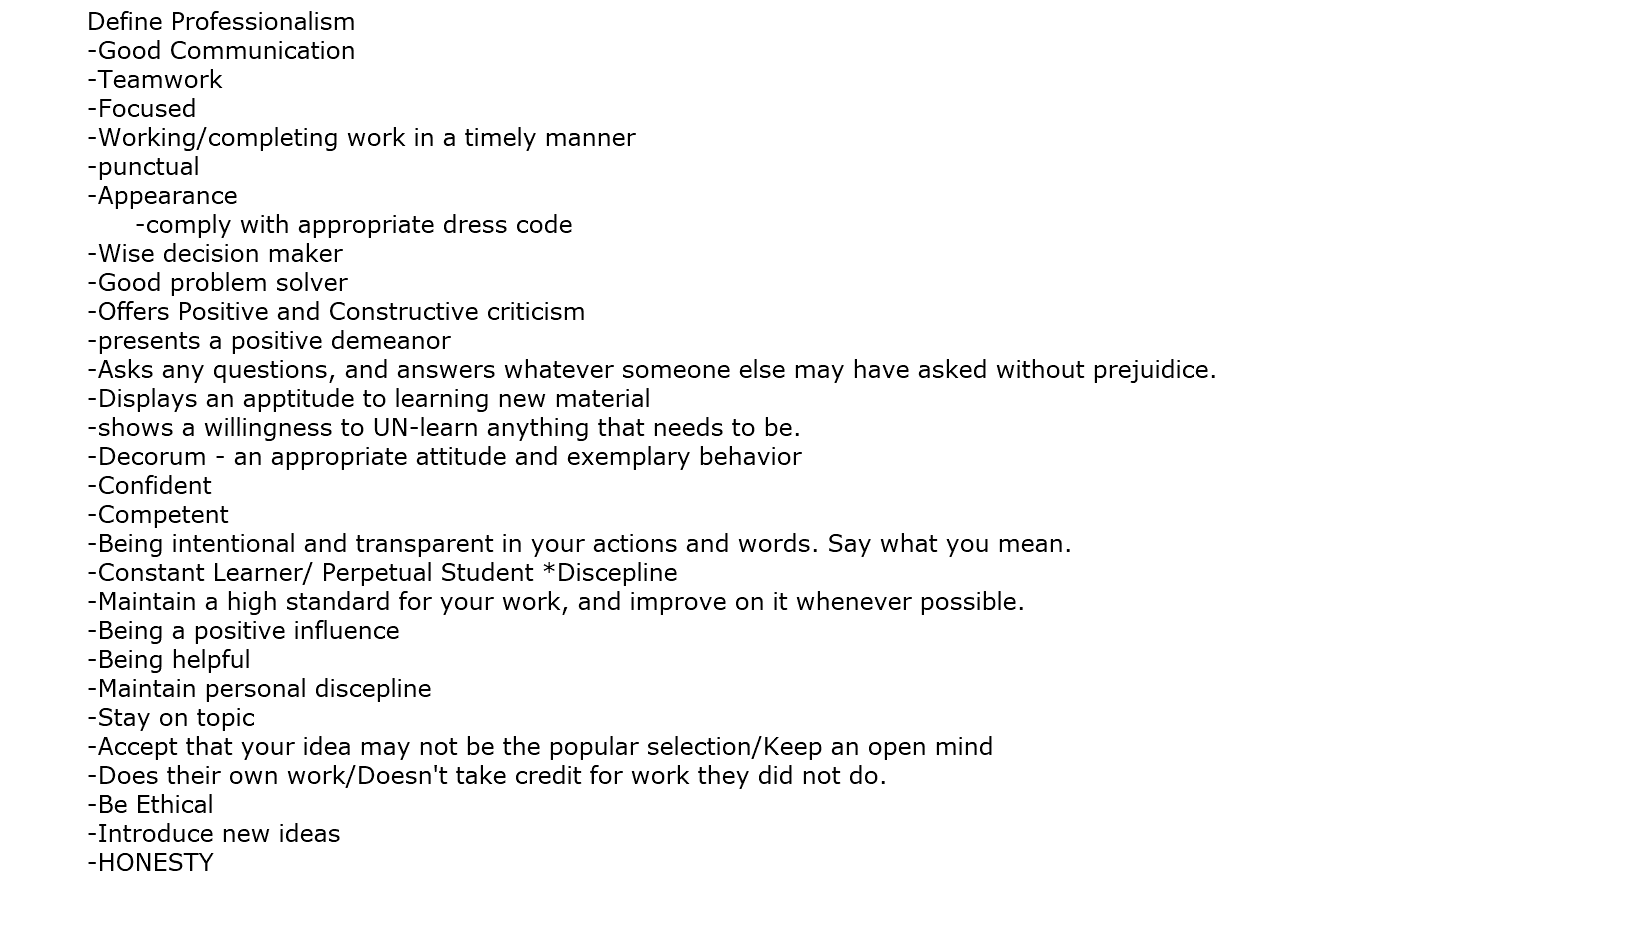 Define Professionalism
-Good Communication
-Teamwork
-Focused
-Working/completing work in a timely manner
-punctual
-Appearance
-comply with appropriate dress code
-Wise decision maker
-Good problem solver
-Offers Positive and Constructive criticism
-presents a positive demeanor
-Asks any questions, and answers whatever someone else may have asked without prejuidice.
-Displays an apptitude to learning new material
-shows a willingness to UN-learn anything that needs to be.
-Decorum - an appropriate attitude and exemplary behavior
-Confident
-Competent
-Being intentional and transparent in your actions and words. Say what you mean.
-Constant Learner/ Perpetual Student *Discepline
-Maintain a high standard for your work, and improve on it whenever possible.
-Being a positive influence
-Being helpful
-Maintain personal discepline
-Stay on topic
-Accept that your idea may not be the popular selection/Keep an open mind
-Does their own work/Doesn't take credit for work they did not do.
-Be Ethical
-Introduce new ideas
-HONESTY